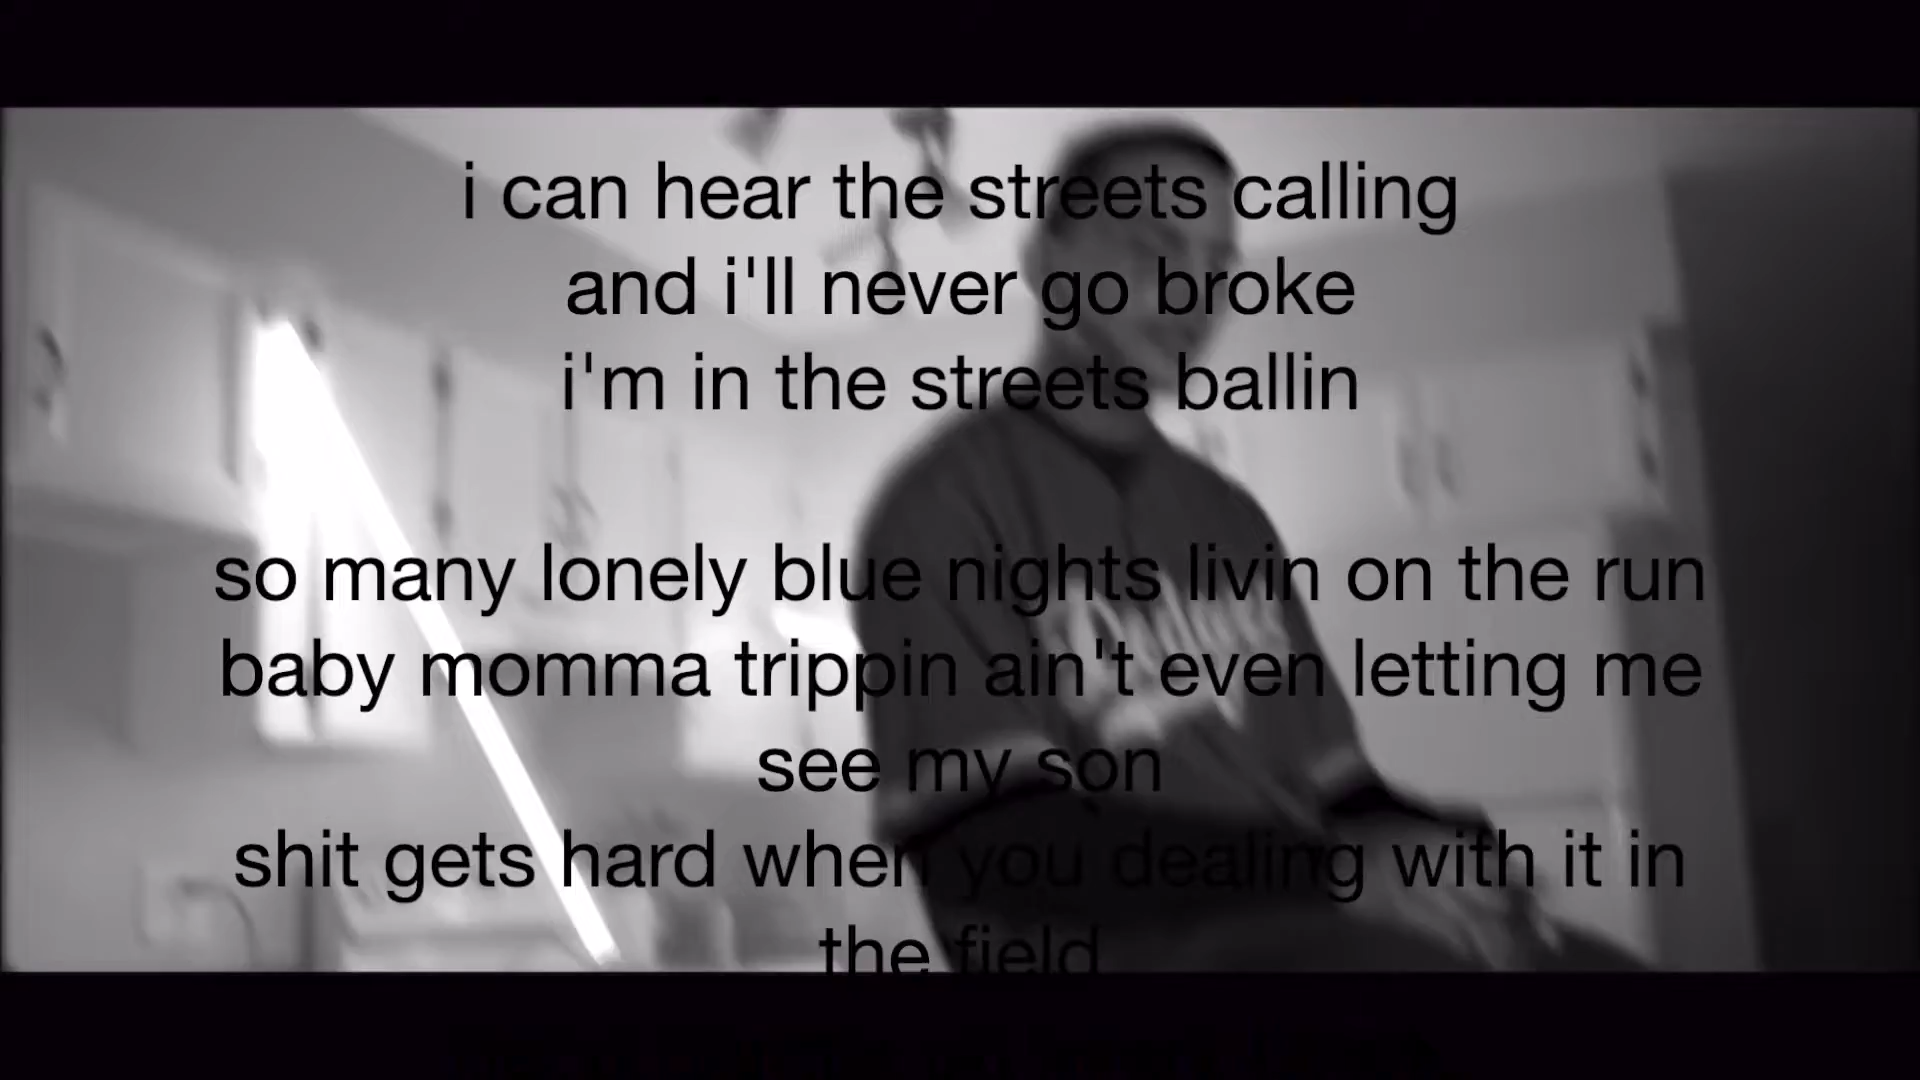 i can hear the streets calling
and i'll never go broke
i'm in the streets ballin
so many lonely blue nights livin on the run
baby momma trippin ain't even letting me
see my son
shit gets hard when you dealing with it in
the field